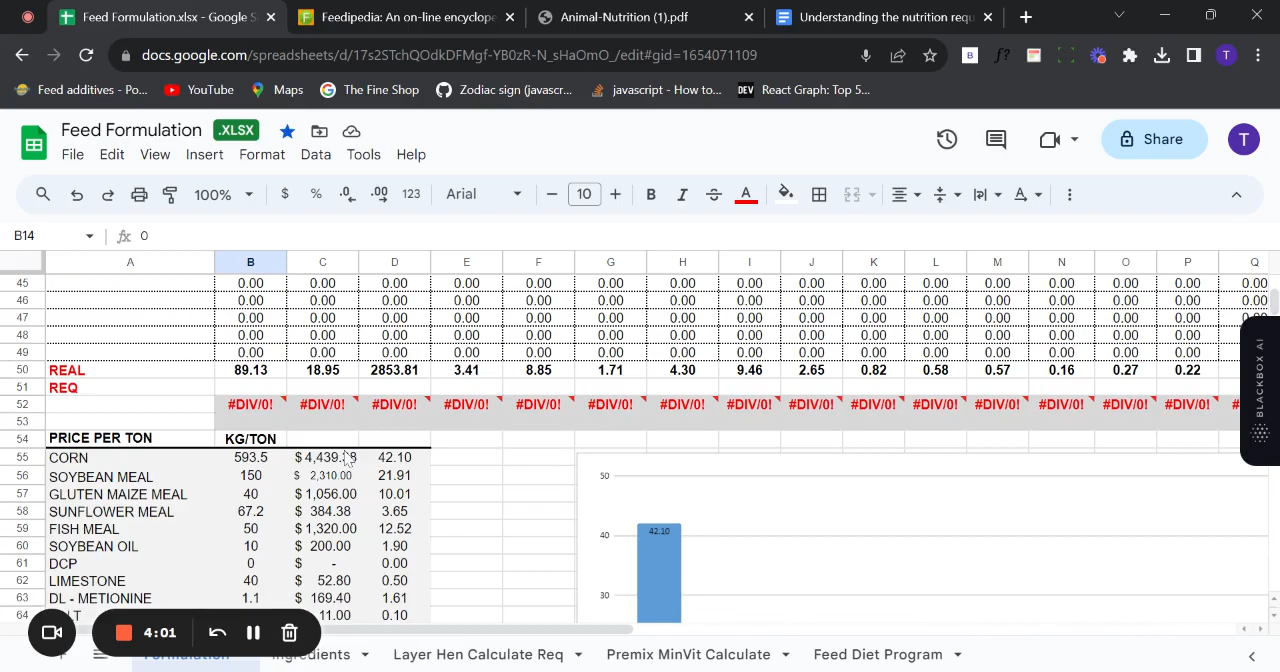 Feed Formulation.xlsx - Google S
Feedipedia: An on-line encyclope
Animal-Nutrition (1).pdf
Understanding the nutrition requ
docs.google.com/spreadsheets/d/17s2STchQOdkDFMgf-YB0zR-N_sHaOmO_/edit#gid=1654071109
B
f?
T
Feed additives - Po...
YouTube
Maps
The Fine Shop
Zodiac sign (javascr...
javascript - How to...
DEV
React Graph: Top 5...
Feed Formulation .XLSX
Share
T
File Edit View Insert Format Data Tools Help
100% $ % .0 .00 123 Arial 10 B I S A
B14 fx 0
A B C D E F G H I J K L M N O P Q
45 0.00 0.00 0.00 0.00 0.00 0.00 0.00 0.00 0.00 0.00 0.00 0.00 0.00 0.00 0.00 0.00
46 0.00 0.00 0.00 0.00 0.00 0.00 0.00 0.00 0.00 0.00 0.00 0.00 0.00 0.00 0.00 0.00
47 0.00 0.00 0.00 0.00 0.00 0.00 0.00 0.00 0.00 0.00 0.00 0.00 0.00 0.00 0.00 0.00
48 0.00 0.00 0.00 0.00 0.00 0.00 0.00 0.00 0.00 0.00 0.00 0.00 0.00 0.00 0.00
49 0.00 0.00 0.00 0.00 0.00 0.00 0.00 0.00 0.00 0.00 0.00 0.00 0.00 0.00 0.00
50 REAL 89.13 18.95 2853.81 3.41 8.85 1.71 4.30 9.46 2.65 0.82 0.58 0.57 0.16 0.27 0.22
51 REQ
52 #DIV/0! #DIV/0! #DIV/0! #DIV/0! #DIV/0! #DIV/0! #DIV/0! #DIV/0! #DIV/0! #DIV/0! #DIV/0! #DIV/0! #DIV/0! #DIV/0! #DIV/0!
53
54 PRICE PER TON KG/TON
55 CORN 593.5 42.10
56 SOYBEAN MEAL 150 $ 2,310.00 21.91
57 GLUTEN MAIZE MEAL 40 $ 1,056.00 10.01
58 SUNFLOWER MEAL 67.2 $ 384.38 3.65
59 FISH MEAL 50 $ 1,320.00 12.52
60 SOYBEAN OIL 10 $ 200.00 1.90
61 DCP 0 $ - 0.00
62 LIMESTONE 40 $ 52.80 0.50
63 DL - METIONINE 1.1 $ 169.40 1.61
64 11.00 0.10
50
40
30
42.10
BLACKBOX AI
4:01
Layer Hen Calculate Req
Premix MinVit Calculate
Feed Diet Program